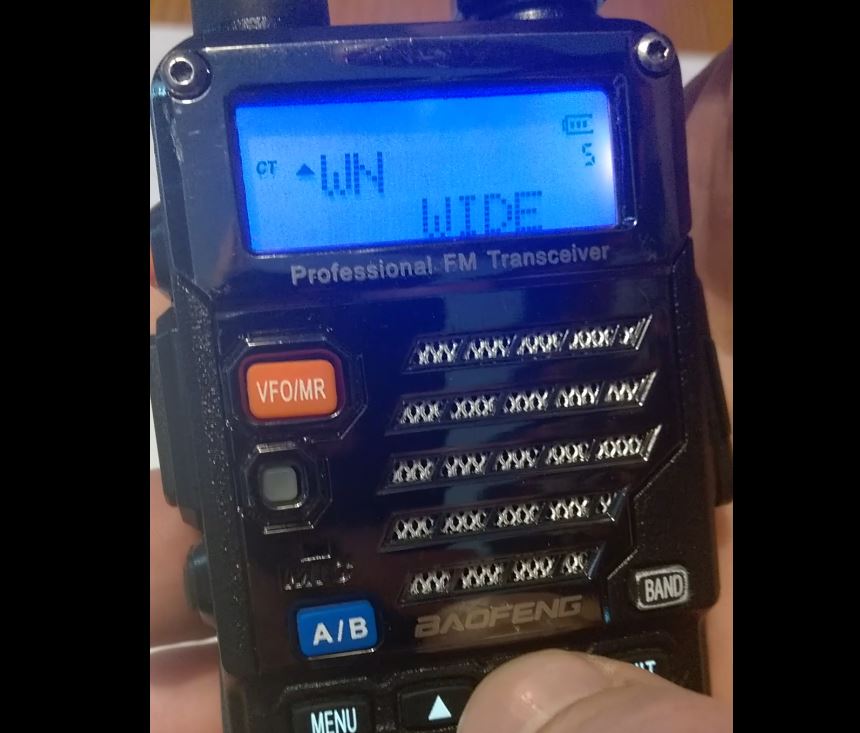 CT ▲WN
5
WIDE
Professional FM Transceiver
VFO/MR
A/B
BAOFENG
BAND
MENU ▲